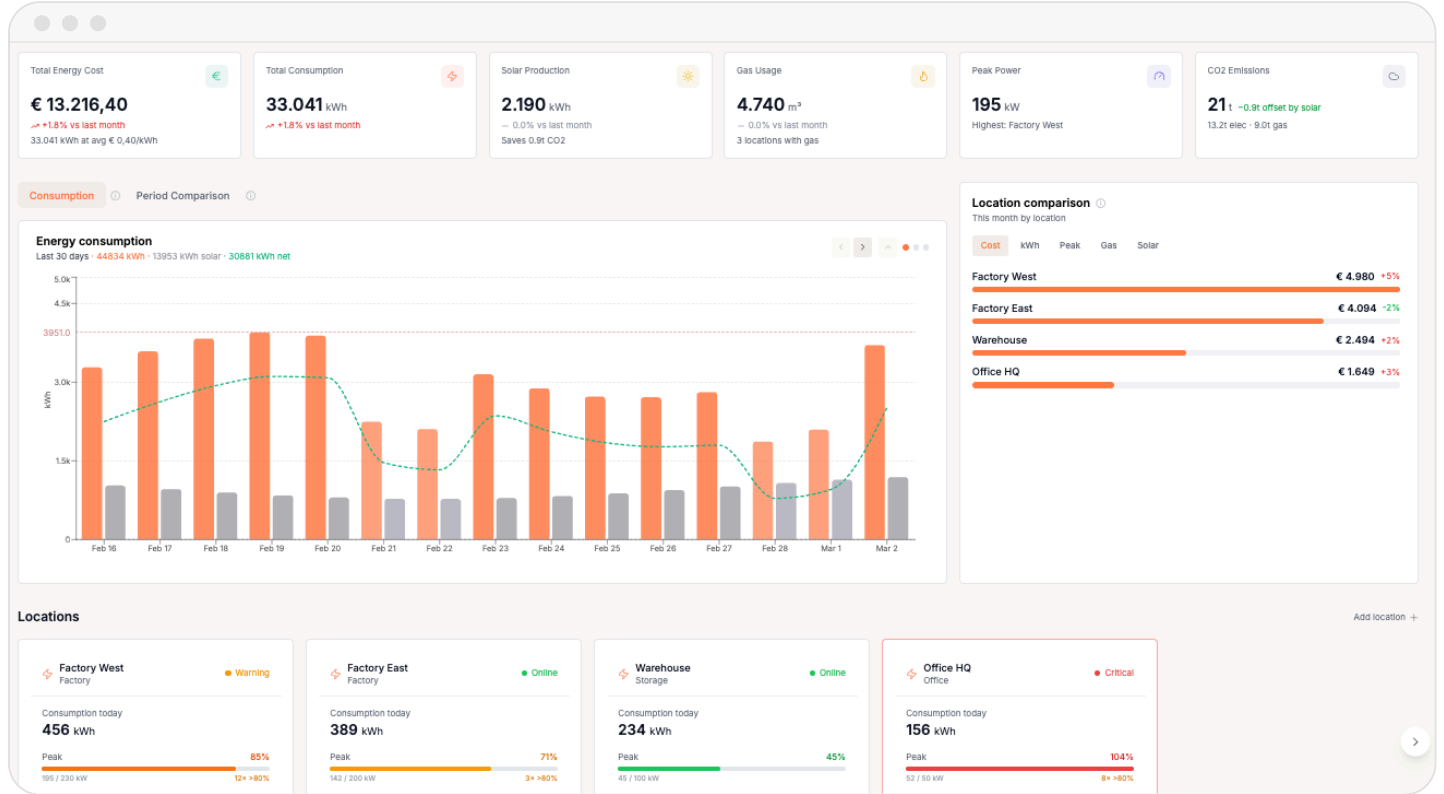 Total Energy Cost
€
€ 13.216,40
+1.8% vs last month
33.041 kWh at avg € 0,40/kWh
Total Consumption
33.041 kWh
+1.8% vs last month
Solar Production
2.190 kWh
— 0.0% vs last month
Saves 0.9t CO2
Gas Usage
4.740 m³
— 0.0% vs last month
3 locations with gas
Peak Power
195 kW
Highest: Factory West
CO2 Emissions
21 t −0.9t offset by solar
13.2t elec · 9.0t gas
Consumption
Period Comparison
Energy consumption
Last 30 days · 44834 kWh · 13953 kWh solar · 30881 kWh net
5.0k
4.5k
3951.0
3.0k
kWh
1.5k
0
Feb 16 Feb 17 Feb 18 Feb 19 Feb 20 Feb 21 Feb 22 Feb 23 Feb 24 Feb 25 Feb 26 Feb 27 Feb 28 Mar 1 Mar 2
Location comparison
This month by location
Cost kWh Peak Gas Solar
Factory West € 4.980 +5%
Factory East € 4.094 -2%
Warehouse € 2.494 +2%
Office HQ € 1.649 +3%
Locations
Add location +
Factory West
Factory
Warning
Consumption today
456 kWh
Peak 85%
195 / 230 kW 12× >80%
Factory East
Factory
Online
Consumption today
389 kWh
Peak 71%
142 / 200 kW 3× >80%
Warehouse
Storage
Online
Consumption today
234 kWh
Peak 45%
45 / 100 kW
Office HQ
Office
Critical
Consumption today
156 kWh
Peak 104%
52 / 50 kW 8× >80%